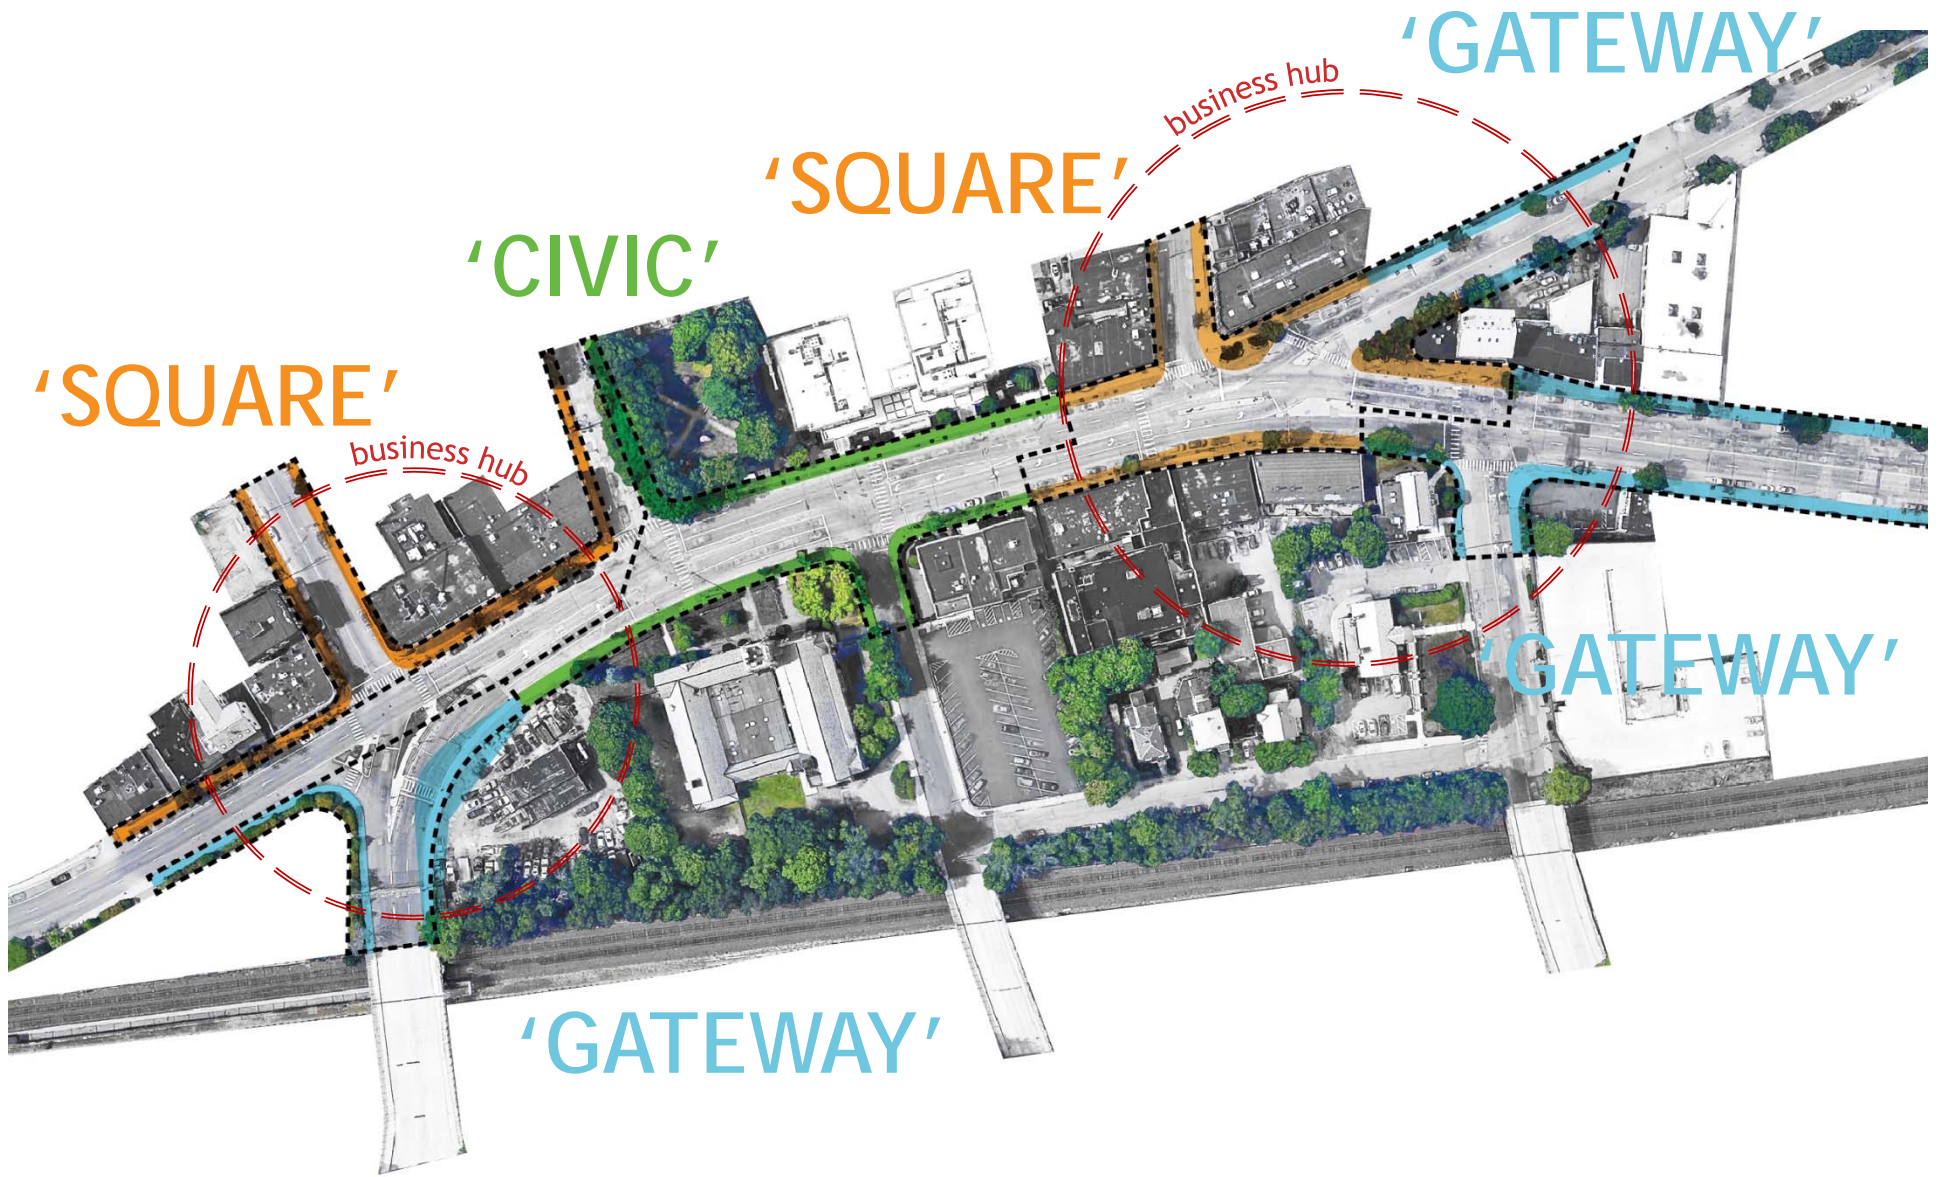 ‘GATEWAY’
business hub
‘SQUARE’
‘CIVIC’
‘SQUARE’
business hub
‘GATEWAY’
‘GATEWAY’